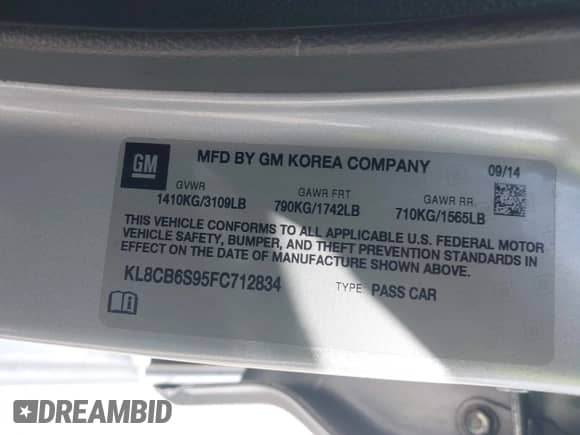 GM
MFD BY GM KOREA COMPANY
09/14
GVWR
GAWR FRT
GAWR RR.
1410KG/3109LB
790KG/1742LB
710KG/1565LB
THIS VEHICLE CONFORMS TO ALL APPLICABLE U.S. FEDERAL MOTOR
VEHICLE SAFETY, BUMPER, AND THEFT PREVENTION STANDARDS IN
EFFECT ON THE DATE OF MANUFACTURE SHOWN ABOVE.
KL8CB6S95FC712834
TYPE PASS CAR
DREAMBID